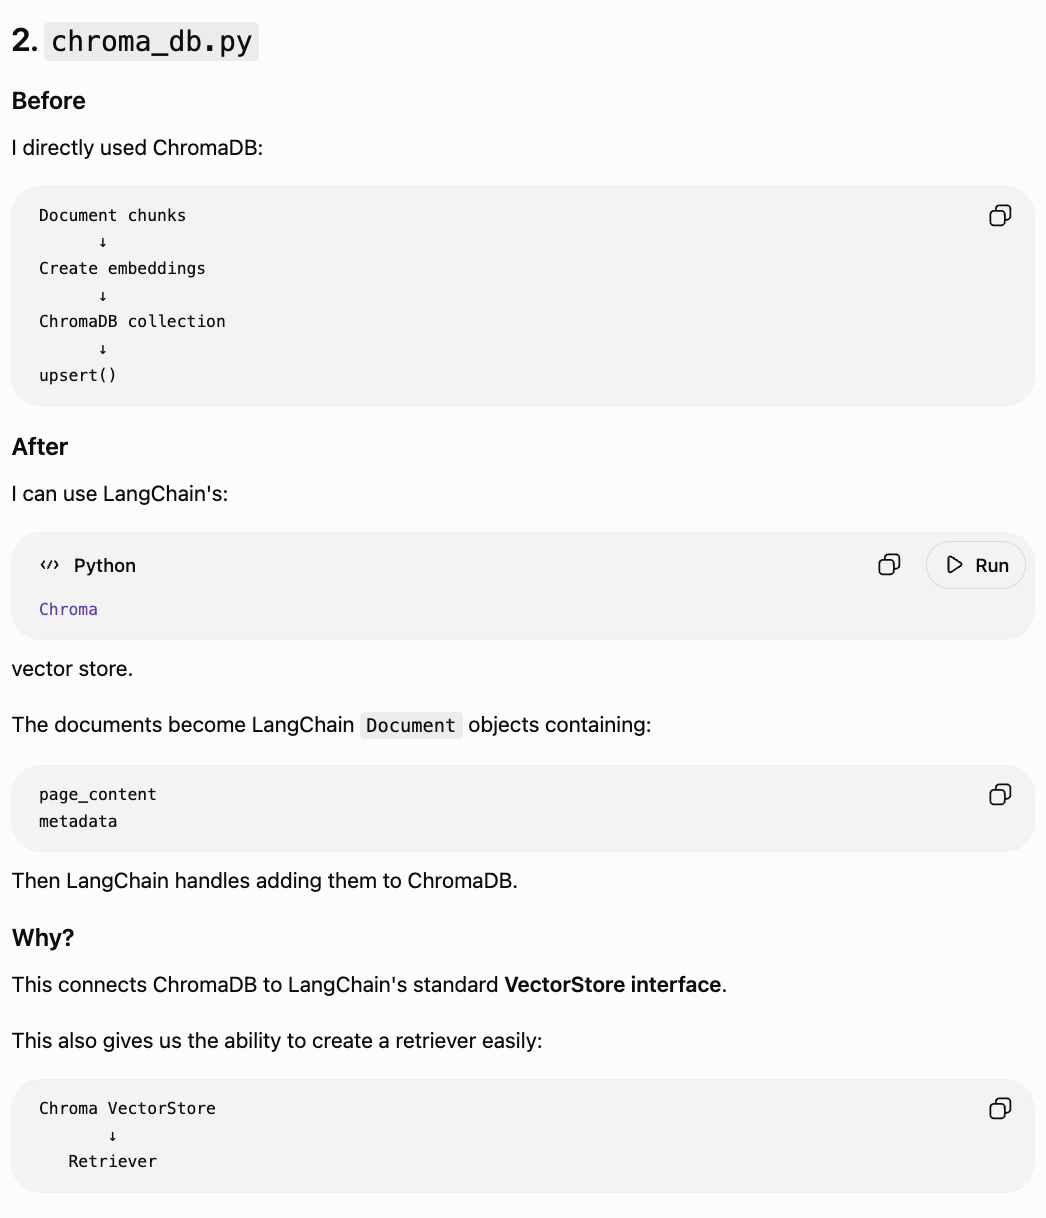 2. chroma_db.py
Before
I directly used ChromaDB:
Document chunks
↓
Create embeddings
↓
ChromaDB collection
↓
upsert()
After
I can use LangChain's:
Python
Run
Chroma
vector store.
The documents become LangChain Document objects containing:
page_content
metadata
Then LangChain handles adding them to ChromaDB.
Why?
This connects ChromaDB to LangChain's standard VectorStore interface.
This also gives us the ability to create a retriever easily:
Chroma VectorStore
↓
Retriever